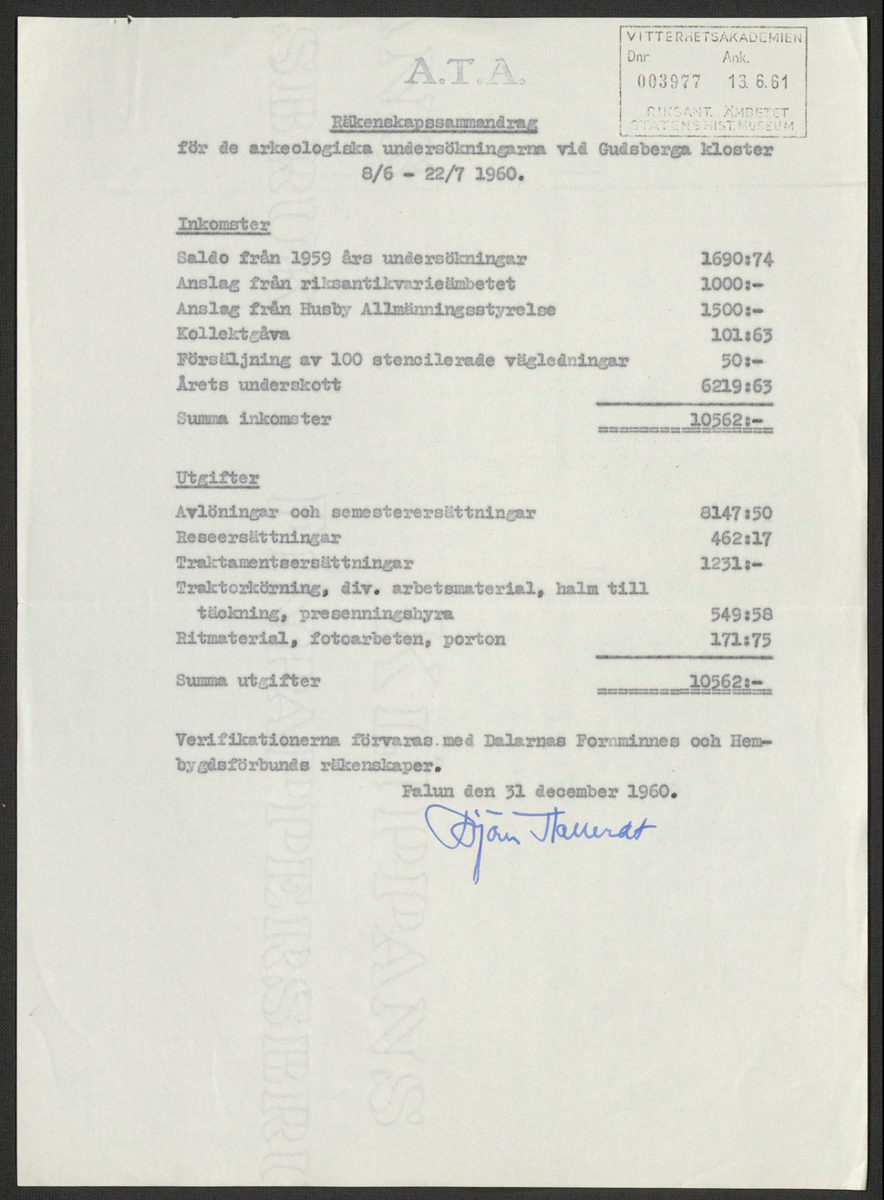 A.T.A.
VITTERHETSAKADEMIEN
Dnr. Ank.
003977 13.6.61
RIKSANT. ÄMBETET
STATENS HIST. MUSEUM
Räkenskapssammandrag
för de arkeologiska undersökningarna vid Gudsberga kloster
8/6 - 22/7 1960.
Inkomster
Saldo från 1959 års undersökningar 1690:74
Anslag från riksantikvarieämbetet 1000:-
Anslag från Husby Allmänningsstyrelse 1500:-
Kollektgåva 101:63
Försäljning av 100 stencilerade vägledningar 50:-
Årets underskott 6219:63
Summa inkomster 10562:-
Utgifter
Avlöningar och semesterersättningar 8147:50
Reseersättningar 462:17
Traktamentsersättningar 1231:-
Traktorkörning, div. arbetsmaterial, halm till
täckning, presenningshyra 549:58
Ritmaterial, fotoarbeten, porton 171:75
Summa utgifter 10562:-
Verifikationerna förvaras med Dalarnas Fornminnes och Hem-
bygdsförbunds räkenskaper.
Falun den 31 december 1960.
Björn Hallerdt